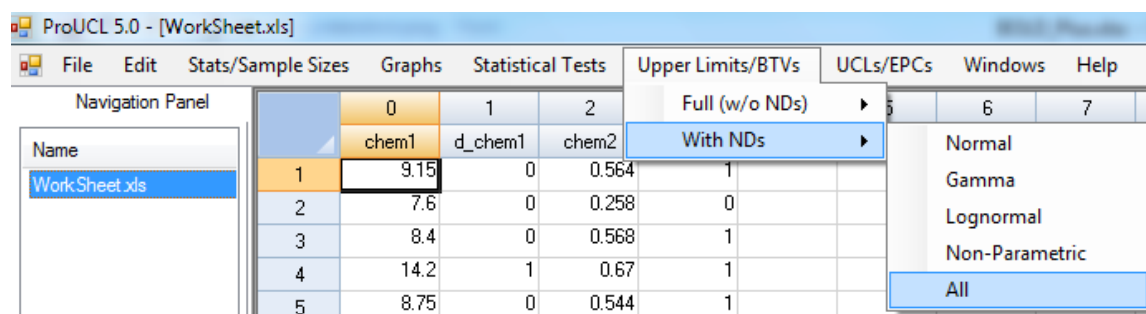 ProUCL 5.0 - [WorkSheet.xls]
File Edit Stats/Sample Sizes Graphs Statistical Tests Upper Limits/BTVs UCLs/EPCs Windows Help
Navigation Panel 0 1 2 Full (w/o NDs) 6 7
Name chem1 d_chem1 chem2 With NDs Normal
WorkSheet.xls 1 9.15 0 0.564 1 Gamma
2 7.6 0 0.258 0 Lognormal
3 8.4 0 0.568 1 Non-Parametric
4 14.2 1 0.67 1 All
5 8.75 0 0.544 1